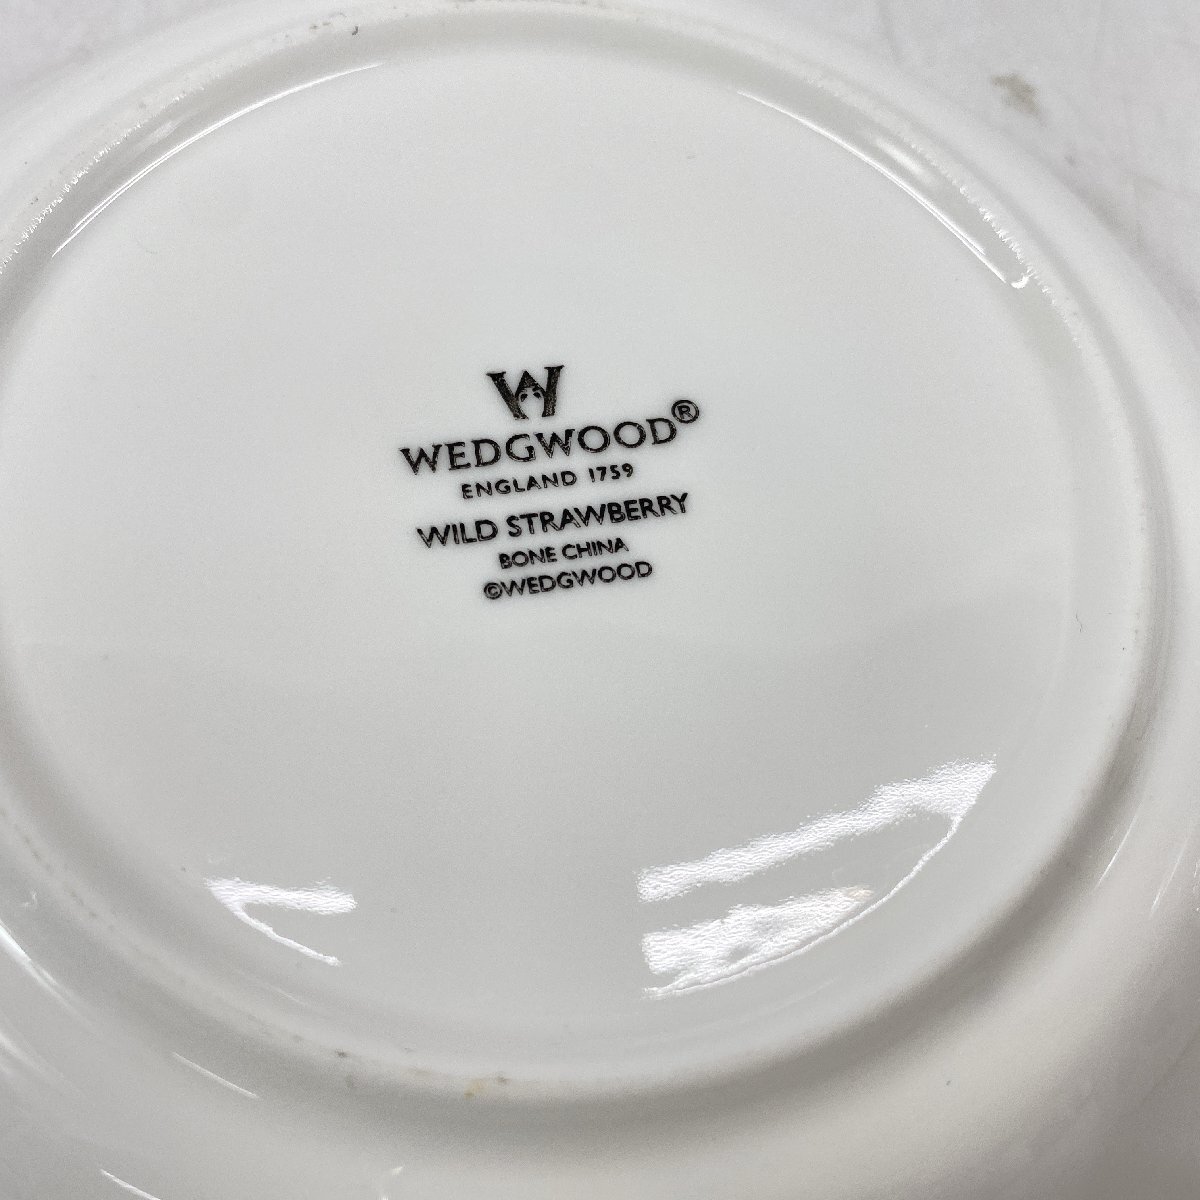 W
WEDGWOOD®
ENGLAND 1759
WILD STRAWBERRY
BONE CHINA
©WEDGWOOD